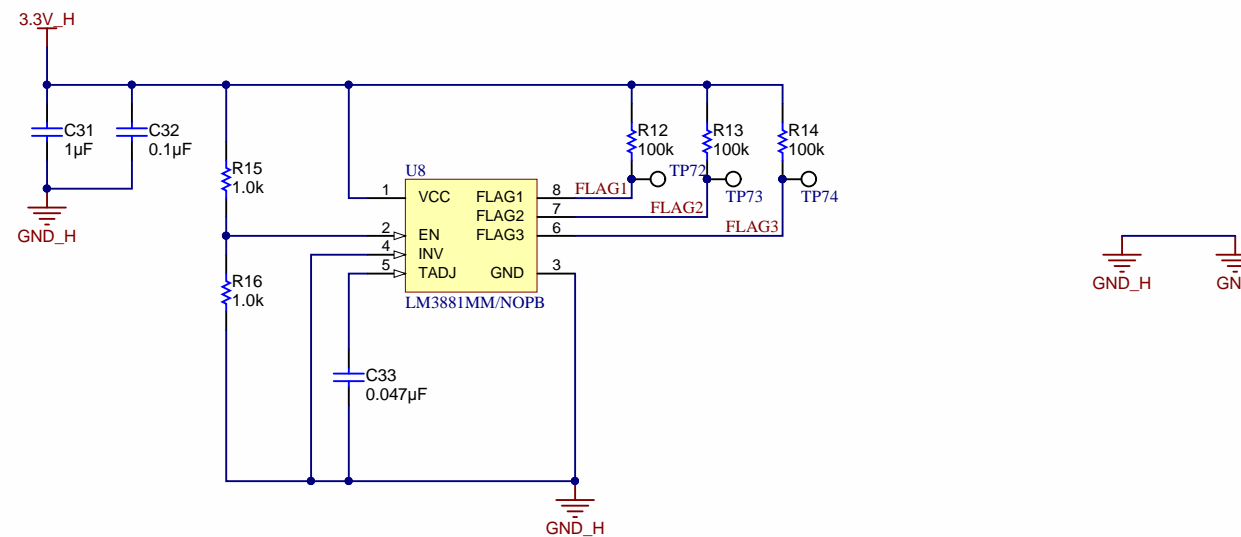 3.3V_H
C31
1µF
C32
0.1µF
GND_H
R15
1.0k
R16
1.0k
U8
1
VCC
2
EN
4
INV
5
TADJ
FLAG1
8
FLAG2
7
FLAG3
6
GND
3
LM3881MM/NOPB
C33
0.047µF
GND_H
FLAG1
FLAG2
FLAG3
R12
100k
R13
100k
R14
100k
TP72
TP73
TP74
GND_H
GN